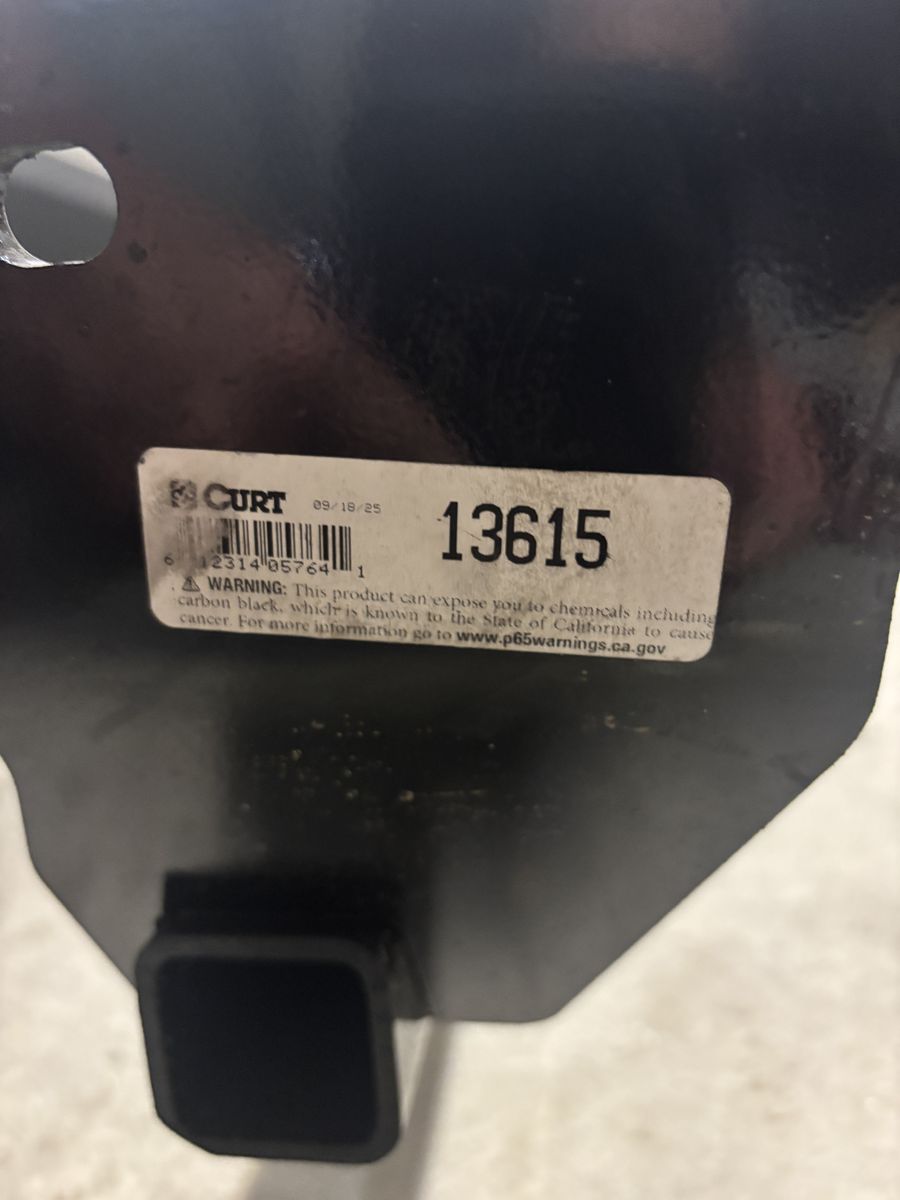 CURT 09/18/25 13615
6 12314 05764 1
WARNING: This product can expose you to chemicals including
carbon black, which is known to the State of California to cause
cancer. For more information go to www.p65warnings.ca.gov